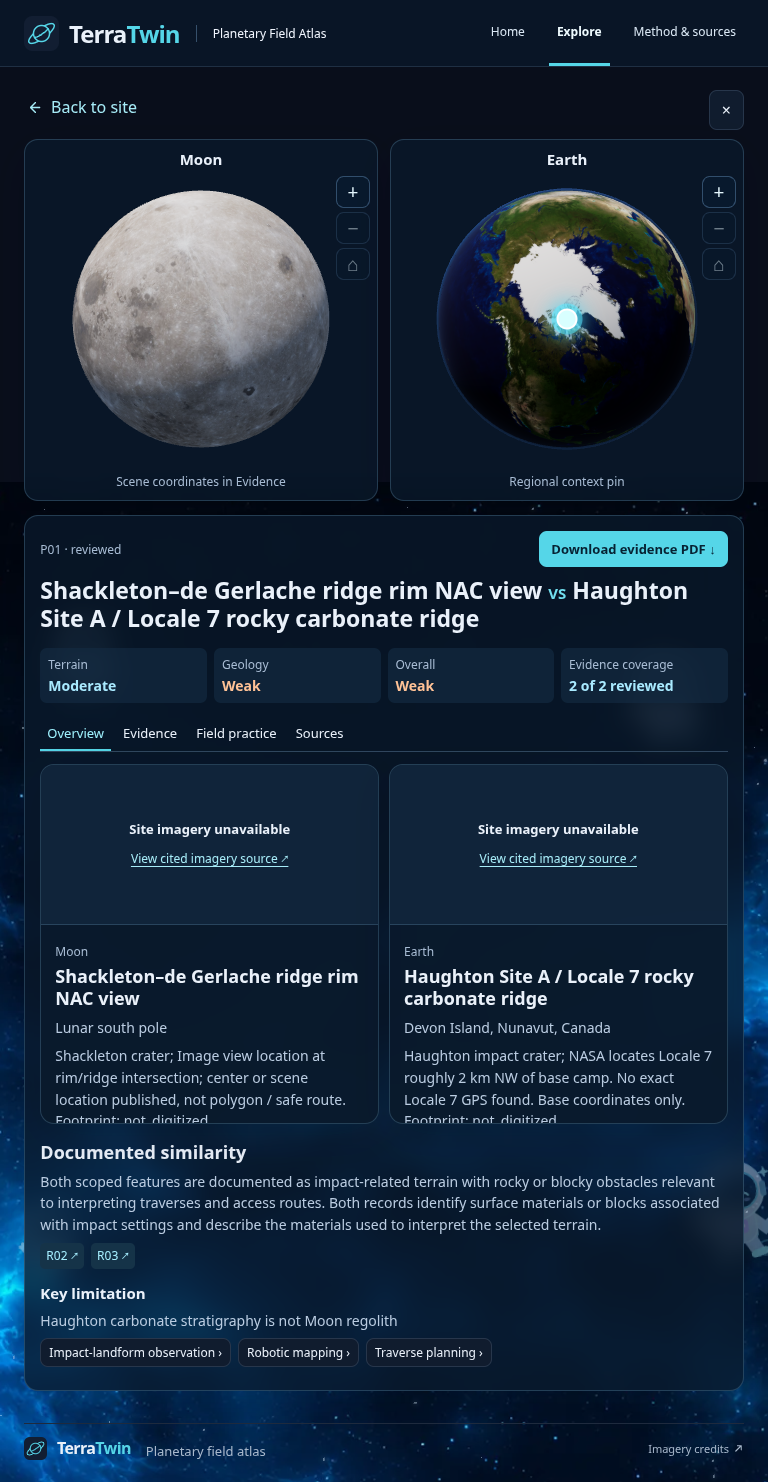 TerraTwin Planetary Field Atlas Home Explore Method & sources
← Back to site ×
Moon
+
−
⌂
Scene coordinates in Evidence
Earth
+
−
⌂
Regional context pin
P01 · reviewed
Download evidence PDF ↓
Shackleton–de Gerlache ridge rim NAC view vs Haughton
Site A / Locale 7 rocky carbonate ridge
Terrain
Moderate
Geology
Weak
Overall
Weak
Evidence coverage
2 of 2 reviewed
Overview Evidence Field practice Sources
Site imagery unavailable
View cited imagery source ↗
Moon
Shackleton–de Gerlache ridge rim
NAC view
Lunar south pole
Shackleton crater; Image view location at
rim/ridge intersection; center or scene
location published, not polygon / safe route.
Footprint: not_digitized
Site imagery unavailable
View cited imagery source ↗
Earth
Haughton Site A / Locale 7 rocky
carbonate ridge
Devon Island, Nunavut, Canada
Haughton impact crater; NASA locates Locale 7
roughly 2 km NW of base camp. No exact
Locale 7 GPS found. Base coordinates only.
Footprint: not_digitized
Documented similarity
Both scoped features are documented as impact-related terrain with rocky or blocky obstacles relevant
to interpreting traverses and access routes. Both records identify surface materials or blocks associated
with impact settings and describe the materials used to interpret the selected terrain.
R02 ↗ R03 ↗
Key limitation
Haughton carbonate stratigraphy is not Moon regolith
Impact-landform observation › Robotic mapping › Traverse planning ›
TerraTwin Planetary field atlas Imagery credits ↗